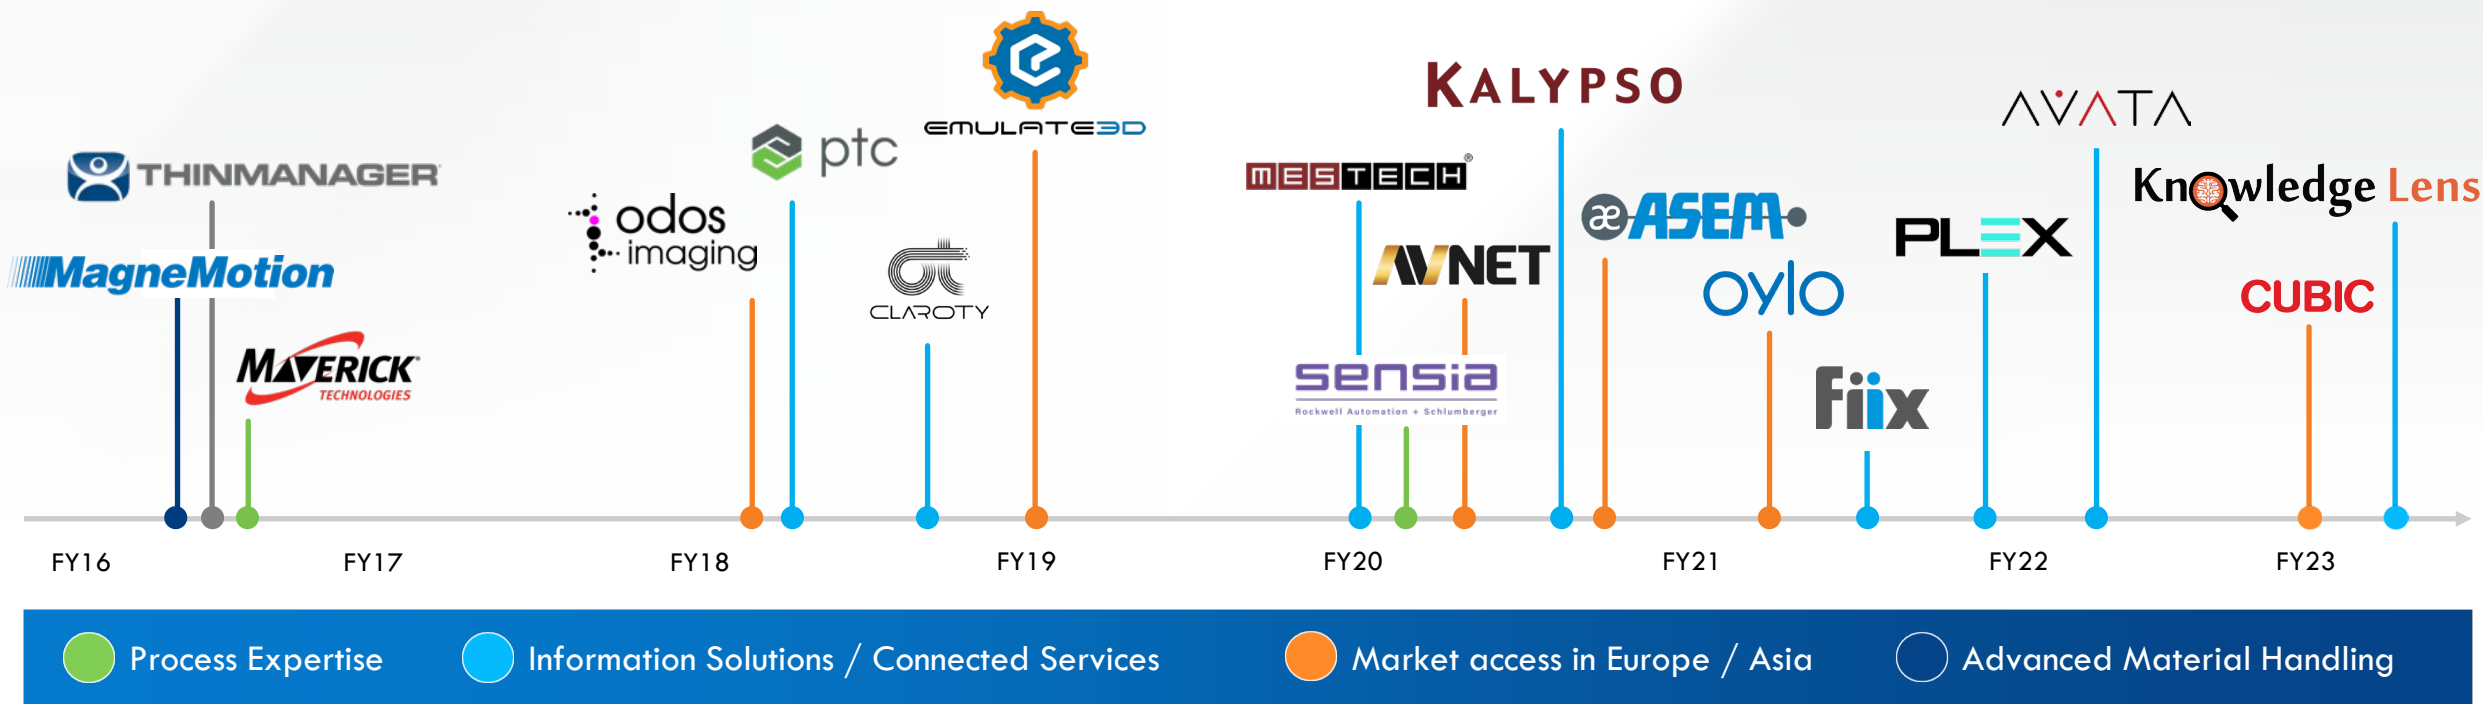 THINMANAGER
MagneMotion
MAVERICK
TECHNOLOGIES
odos
imaging
ptc
CLAROTY
EMULATE3D
MESTECH®
AVNET
sensia
Rockwell Automation + Schlumberger
KALYPSO
æ ASEM
oylo
Fiix
PLEX
AVATA
Knowledge Lens
CUBIC
FY16
FY17
FY18
FY19
FY20
FY21
FY22
FY23
Process Expertise
Information Solutions / Connected Services
Market access in Europe / Asia
Advanced Material Handling